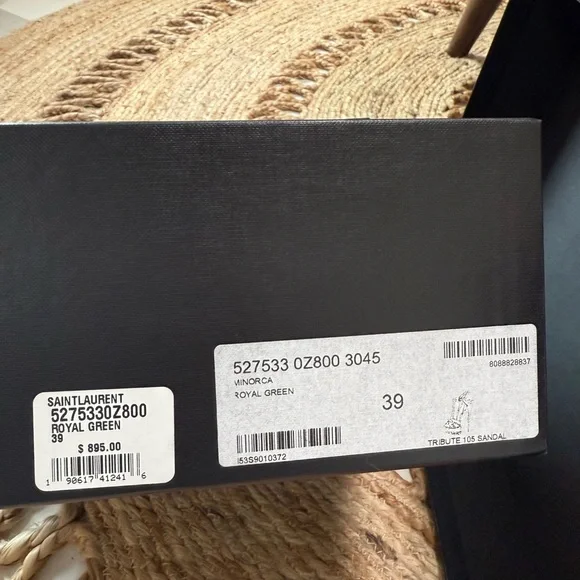 SAINTLAURENT
5275330Z800
ROYAL GREEN
39
$ 895.00
1 90617 41241 6
527533 0Z800 3045
MINORCA
ROYAL GREEN
39
8088828837
I53S9010372
TRIBUTE 105 SANDAL